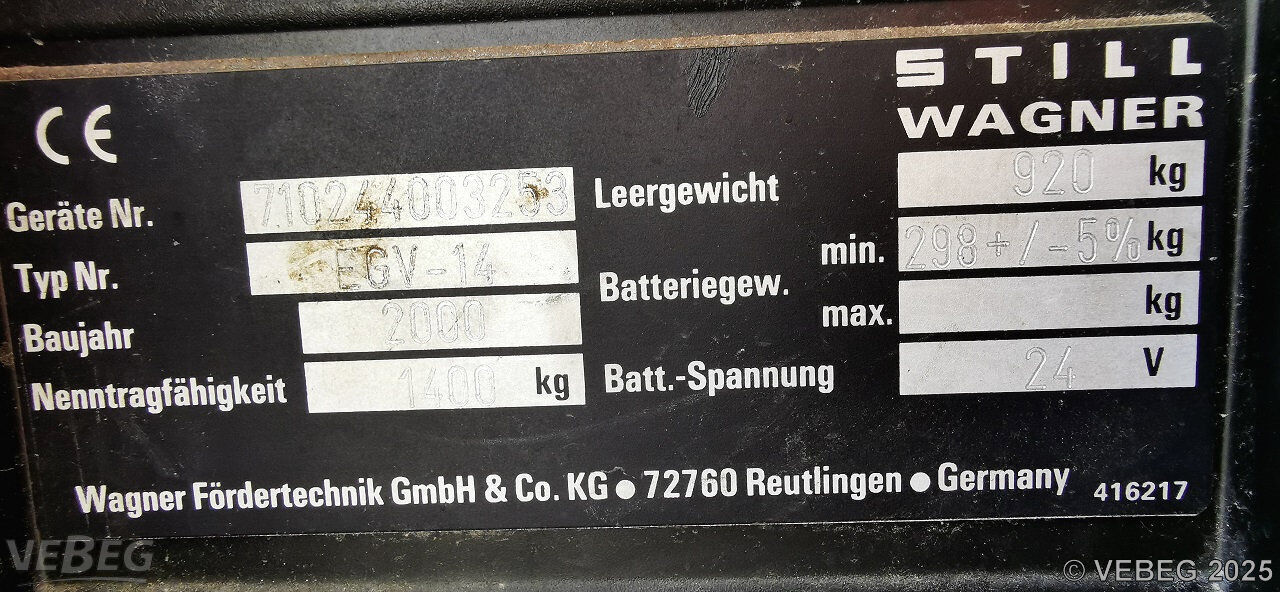 STILL
WAGNER
CE
Geräte Nr. 710244003253
Typ Nr. EGV-14
Baujahr 2000
Nenntragfähigkeit 1400 kg
Leergewicht 920 kg
Batteriegew. min. 298+/-5% kg
max. kg
Batt.-Spannung 24 V
Wagner Fördertechnik GmbH & Co. KG ● 72760 Reutlingen ● Germany 416217
VEBEG
© VEBEG 2025